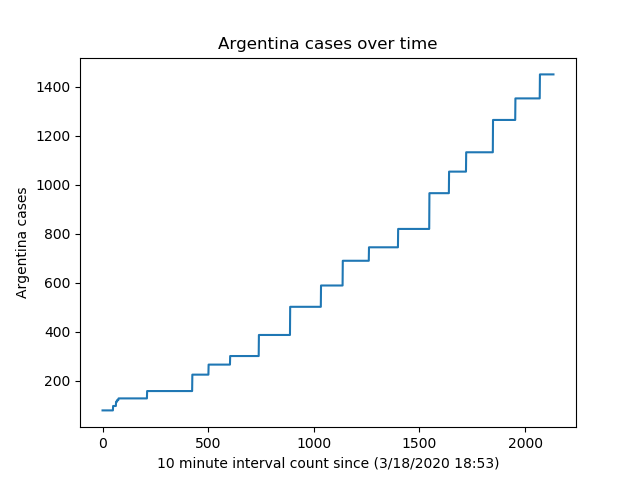 Argentina cases over time
1400
1200
1000
800
600
400
200
Argentina cases
0 500 1000 1500 2000
10 minute interval count since (3/18/2020 18:53)